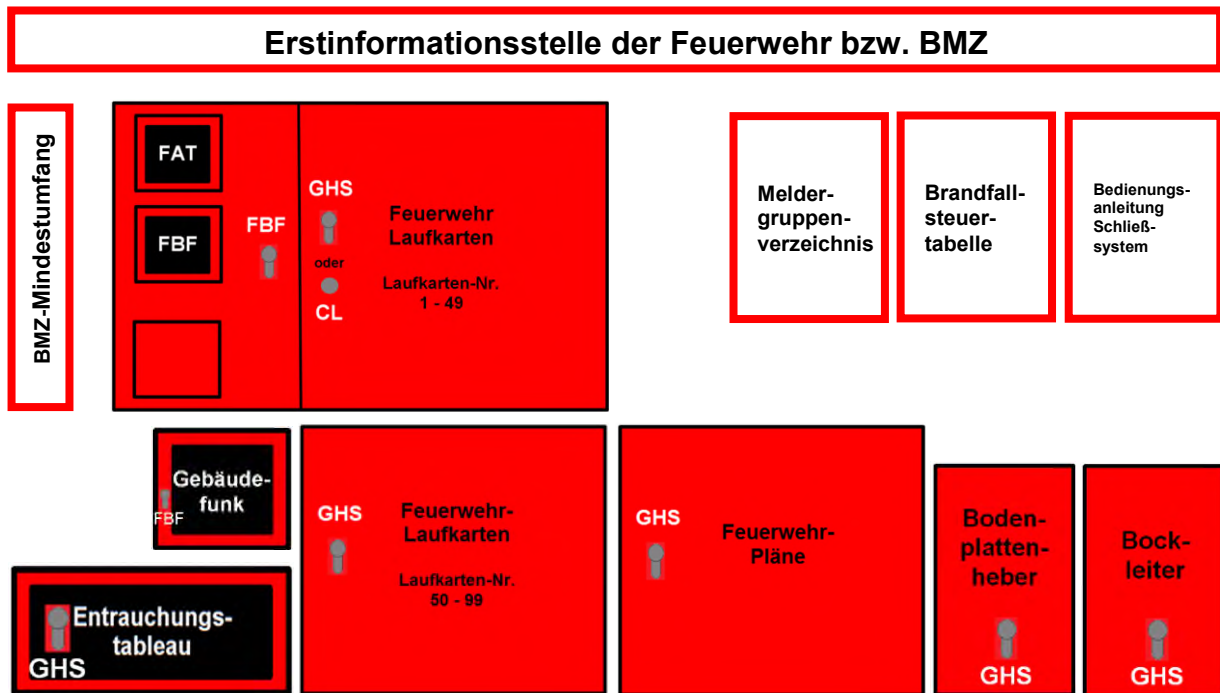 Erstinformationsstelle der Feuerwehr bzw. BMZ
BMZ-Mindestumfang
FAT
FBF
FBF
GHS
oder
CL
Feuerwehr
Laufkarten
Laufkarten-Nr.
1 - 49
Melder-
gruppen-
verzeichnis
Brandfall-
steuer-
tabelle
Bedienungs-
anleitung
Schließ-
system
Gebäude-
funk
FBF
Entrauchungs-
tableau
GHS
GHS
Feuerwehr-
Laufkarten
Laufkarten-Nr.
50 - 99
GHS
Feuerwehr-
Pläne
Boden-
platten-
heber
GHS
Bock-
leiter
GHS